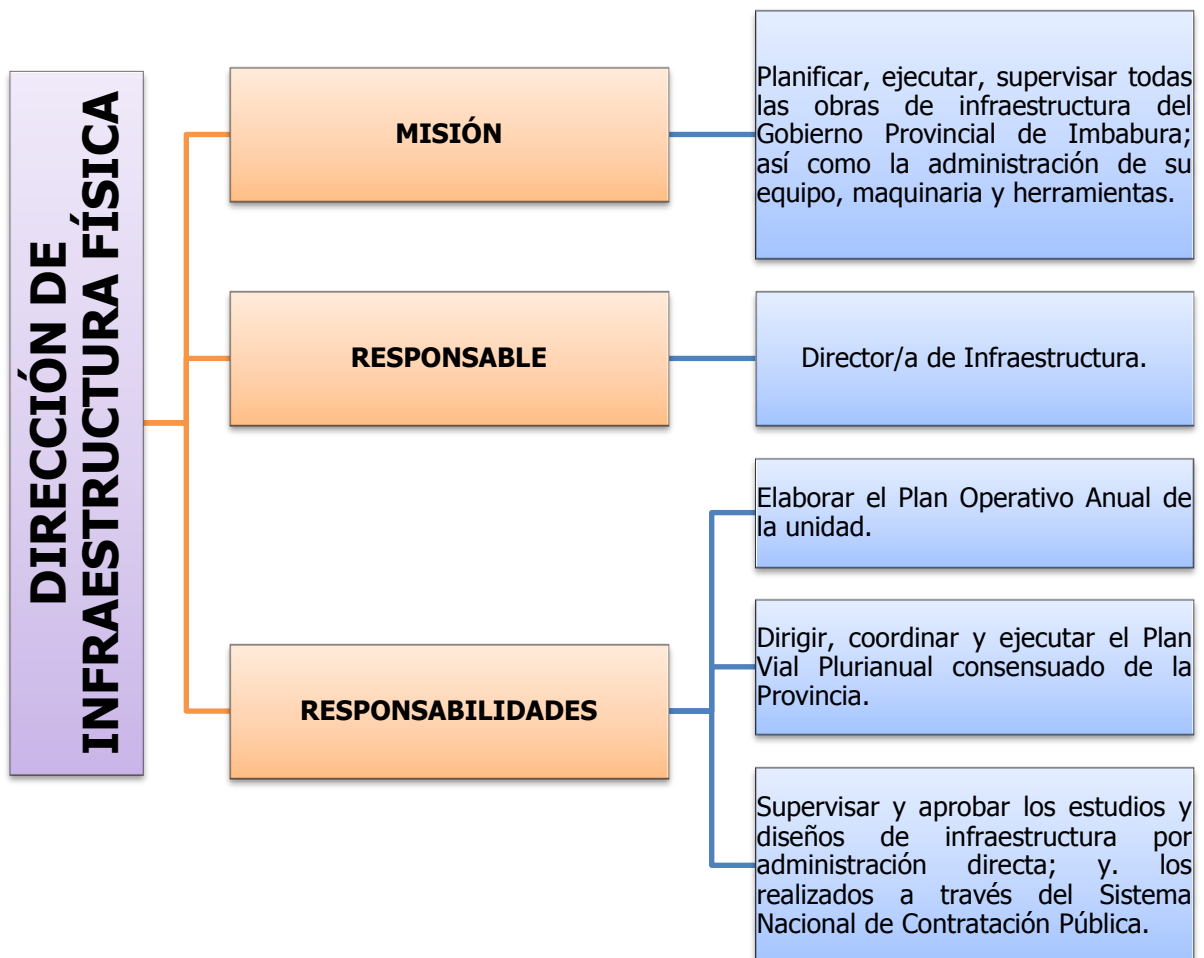 DIRECCIÓN DE
INFRAESTRUCTURA FÍSICA
MISIÓN
Planificar, ejecutar, supervisar todas
las obras de infraestructura del
Gobierno Provincial de Imbabura;
así como la administración de su
equipo, maquinaria y herramientas.
RESPONSABLE
Director/a de Infraestructura.
RESPONSABILIDADES
Elaborar el Plan Operativo Anual de
la unidad.
Dirigir, coordinar y ejecutar el Plan
Vial Plurianual consensuado de la
Provincia.
Supervisar y aprobar los estudios y
diseños de infraestructura por
administración directa; y. los
realizados a través del Sistema
Nacional de Contratación Pública.